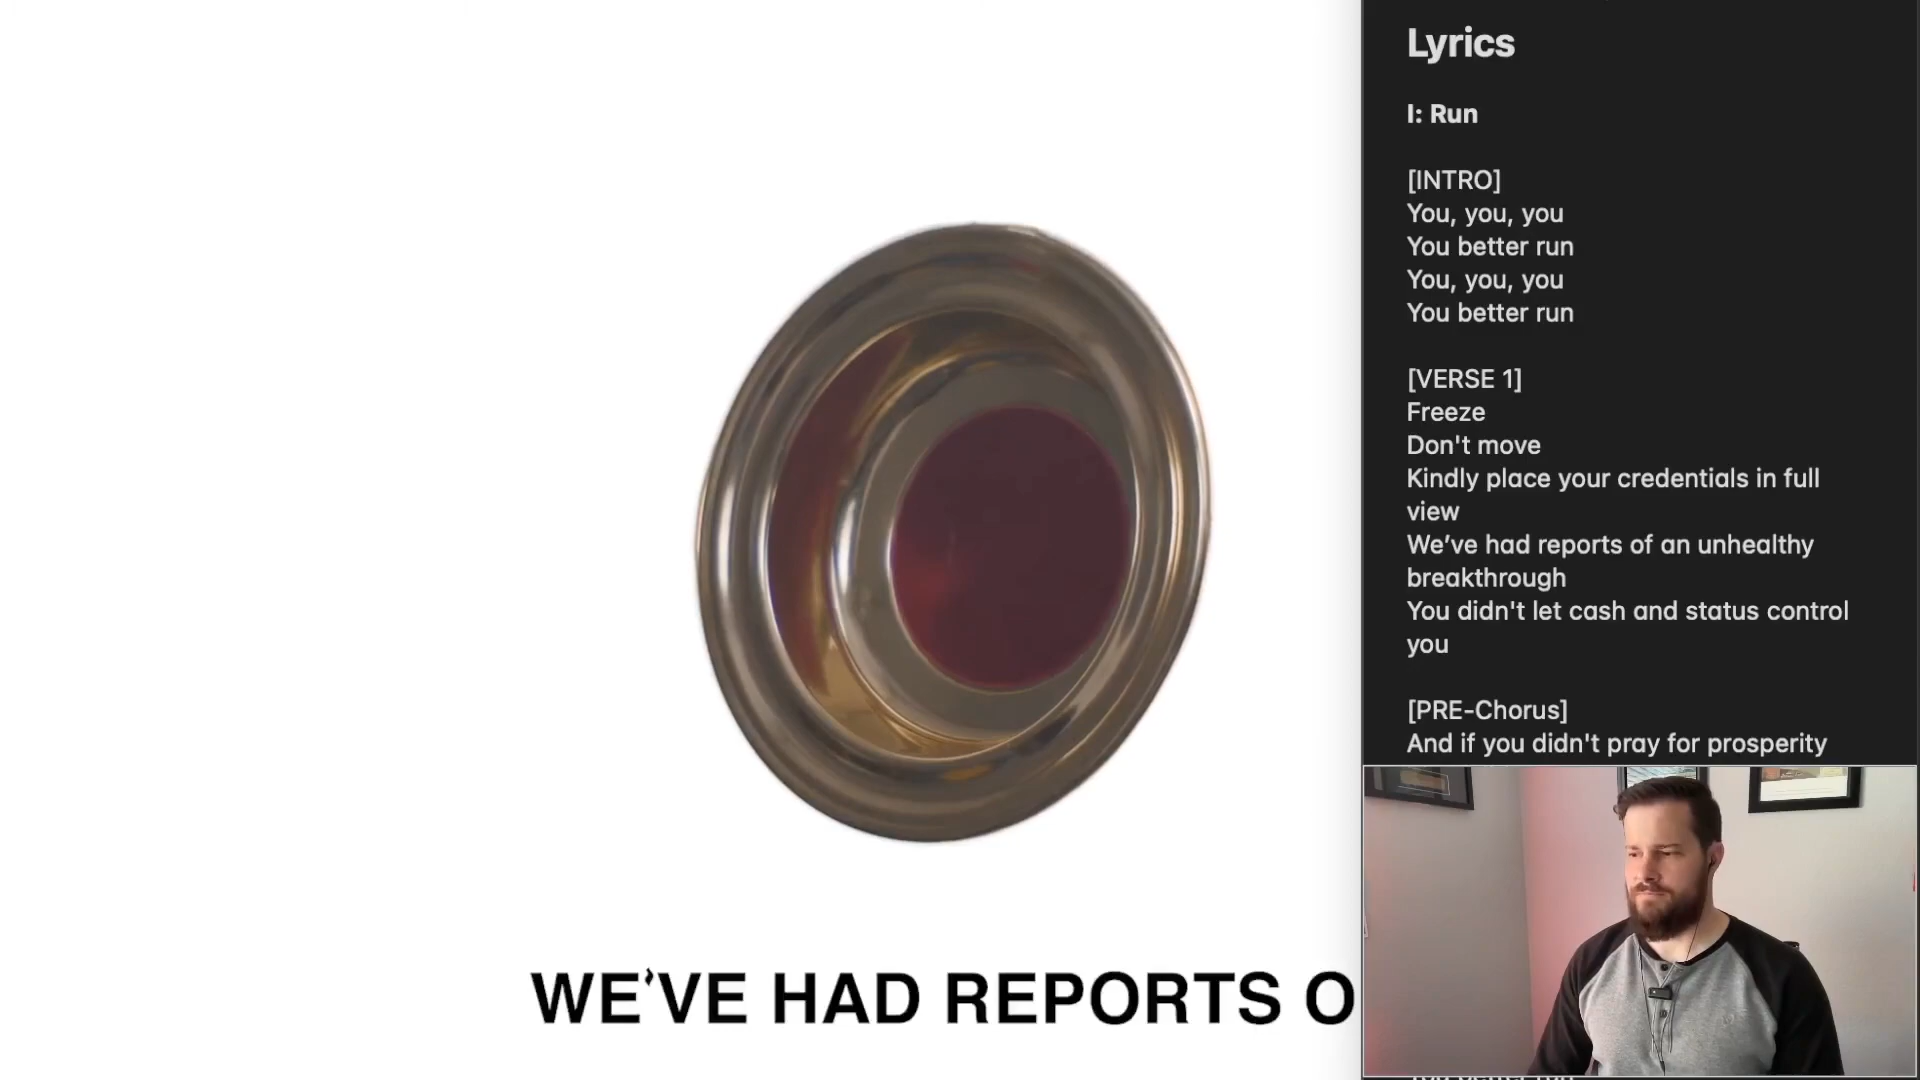 Lyrics
I: Run
[INTRO]
You, you, you
You better run
You, you, you
You better run
[VERSE 1]
Freeze
Don't move
Kindly place your credentials in full
view
We’ve had reports of an unhealthy
breakthrough
You didn't let cash and status control
you
[PRE-Chorus]
And if you didn't pray for prosperity
WE’VE HAD REPORTS O